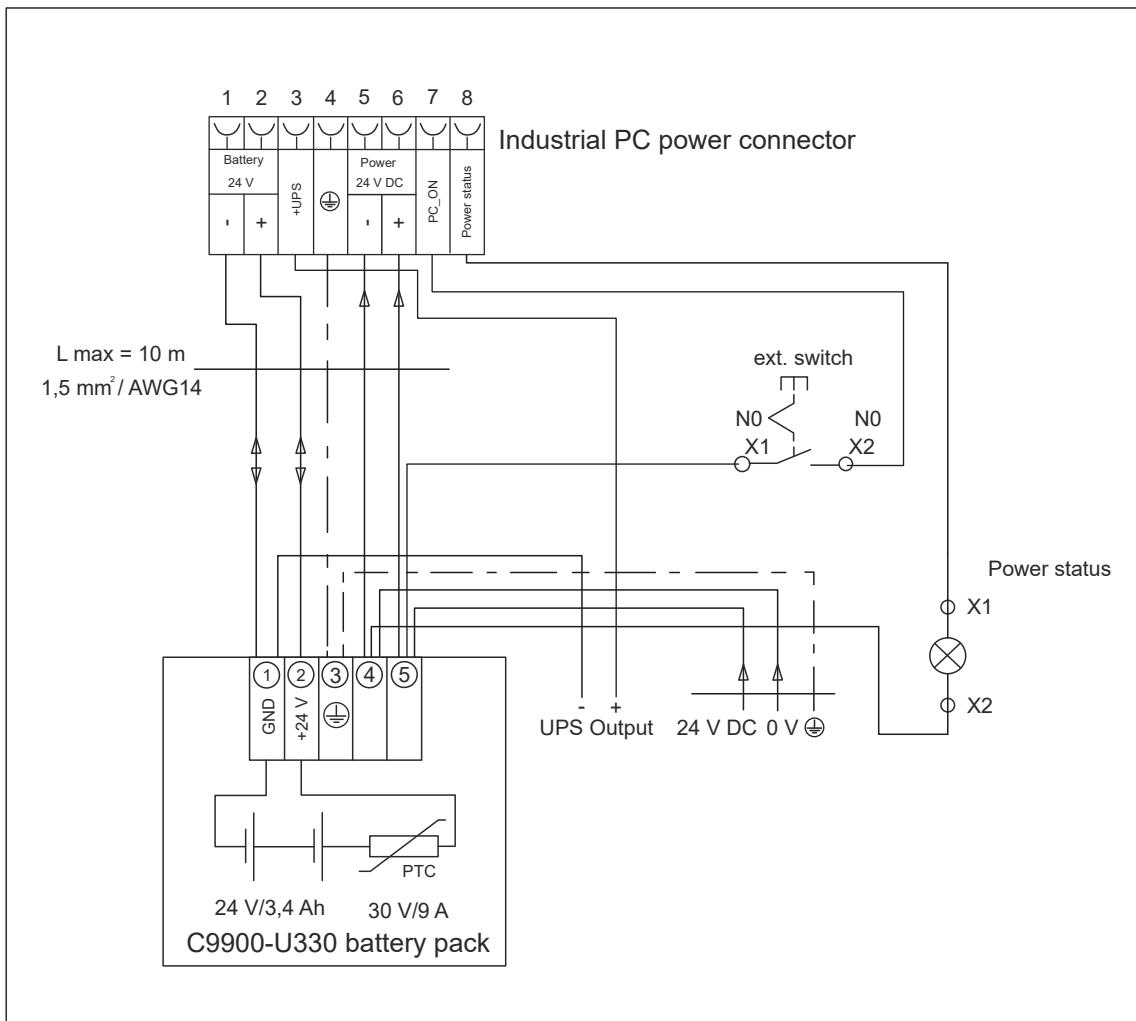 1 2 3 4 5 6 7 8
Industrial PC power connector
Battery
24 V
- +
+UPS
Power
24 V DC
- +
PC_ON
Power status
L max = 10 m
1,5 mm² / AWG14
ext. switch
N0 N0
X1 X2
Power status
X1
X2
1 2 3 4 5
GND
+24 V
- +
UPS Output
24 V DC 0 V
PTC
24 V/3,4 Ah 30 V/9 A
C9900-U330 battery pack